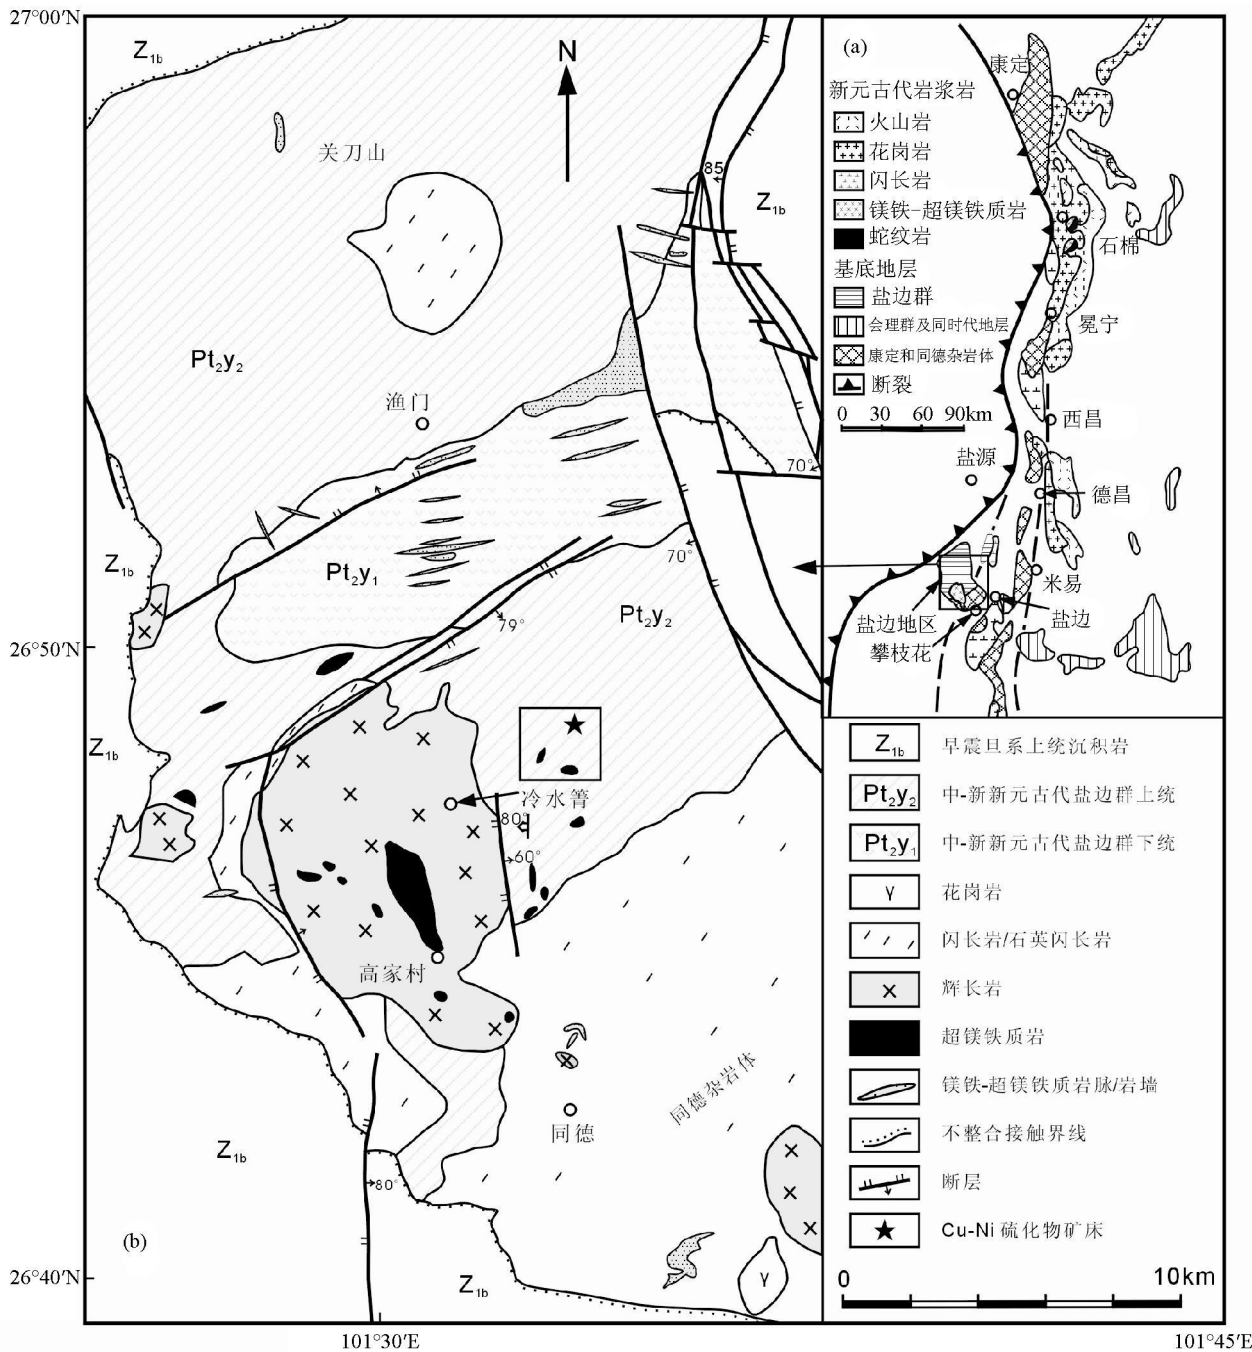 27°00′N
Z1b
N
关刀山
85
Z1b
Pt2y2
渔门
70°
Z1b
Pt2y1
70°
79°
Pt2y2
26°50′N
Z1b
冷水箐
80°
60°
高家村
同德杂岩体
同德
Z1b
80°
(b)
26°40′N
Z1b
γ
101°30′E
101°45′E
(a)
康定
新元古代岩浆岩
火山岩
花岗岩
闪长岩
镁铁-超镁铁质岩
蛇纹岩
石棉
基底地层
盐边群
会理群及同时代地层
冕宁
康定和同德杂岩体
断裂
0 30 60 90km
西昌
盐源
德昌
米易
盐边地区
盐边
攀枝花
Z1b 早震旦系上统沉积岩
Pt2y2 中-新新元古代盐边群上统
Pt2y1 中-新新元古代盐边群下统
γ 花岗岩
闪长岩/石英闪长岩
辉长岩
超镁铁质岩
镁铁-超镁铁质岩脉/岩墙
不整合接触界线
断层
Cu-Ni 硫化物矿床
0 10km